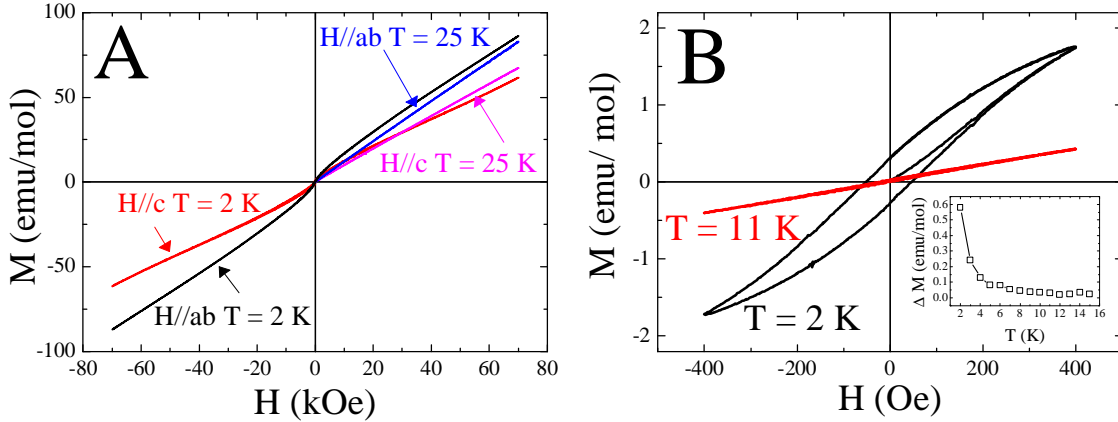 A
H//ab T = 25 K
H//c T = 25 K
H//c T = 2 K
H//ab T = 2 K
M (emu/mol)
100
50
0
-50
-100
-80 -60 -40 -20 0 20 40 60 80
H (kOe)
B
T = 11 K
T = 2 K
M (emu/ mol)
2
1
0
-1
-2
-400 -200 0 200 400
H (Oe)
Δ M (emu/mol)
0.6
0.5
0.4
0.3
0.2
0.1
0.0
2 4 6 8 10 12 14 16
T (K)